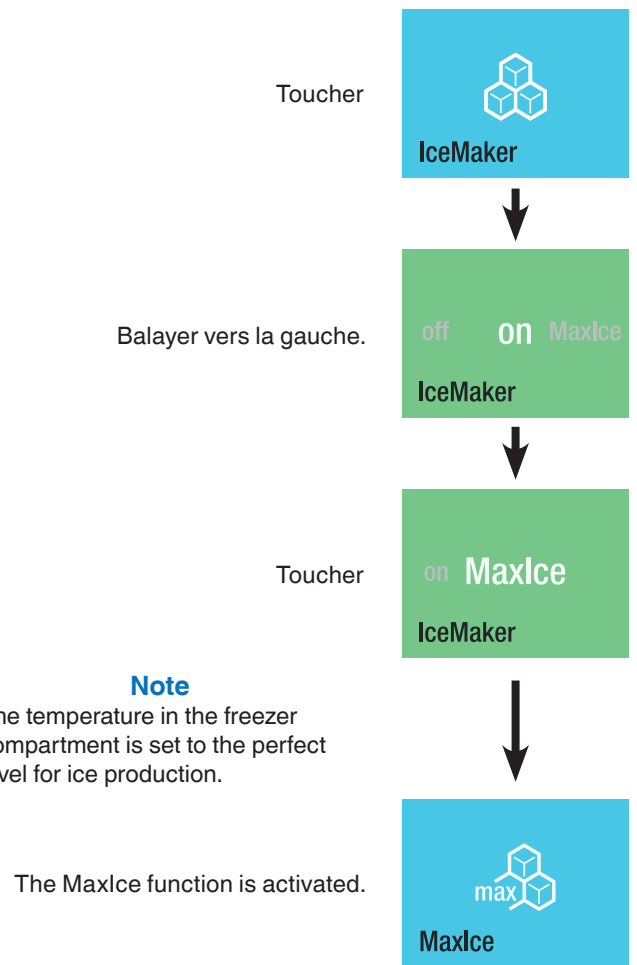 Toucher
IceMaker
Balayer vers la gauche.
off on MaxIce
IceMaker
Toucher
on MaxIce
IceMaker
Note
he temperature in the freezer
ompartment is set to the perfect
vel for ice production.
The MaxIce function is activated.
max
MaxIce